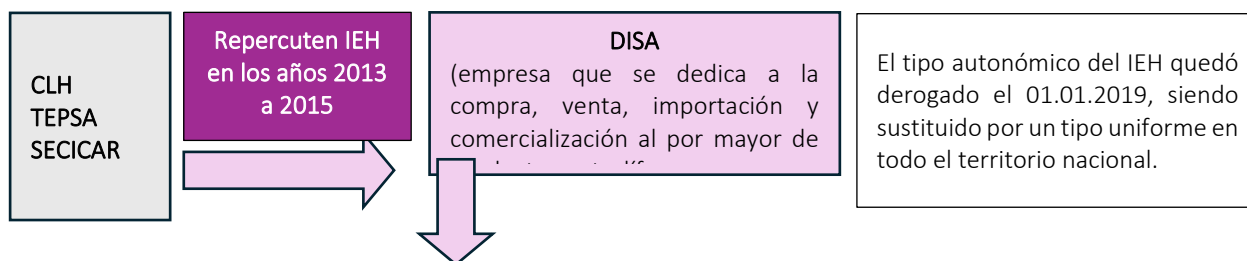 CLH
TEPSA
SECICAR
Repercuten IEH
en los años 2013
a 2015
DISA
(empresa que se dedica a la
compra, venta, importación y
comercialización al por mayor de
El tipo autonómico del IEH quedó
derogado el 01.01.2019, siendo
sustituido por un tipo uniforme en
todo el territorio nacional.